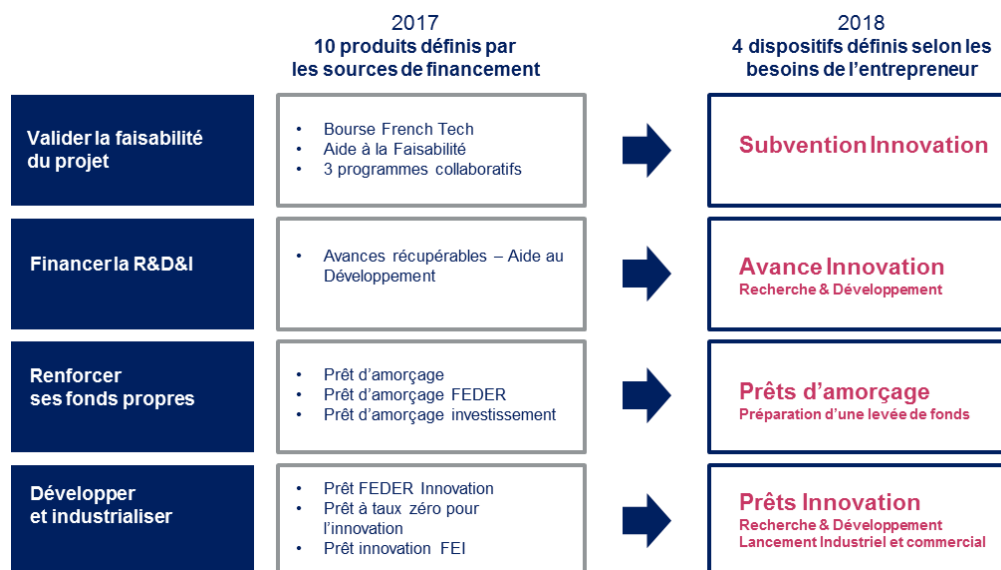 2017
10 produits définis par
les sources de financement
2018
4 dispositifs définis selon les
besoins de l'entrepreneur
Valider la faisabilité
du projet
• Bourse French Tech
• Aide à la Faisabilité
• 3 programmes collaboratifs
Subvention Innovation
Financer la R&D&I
• Avances récupérables – Aide au
Développement
Avance Innovation
Recherche & Développement
Renforcer
ses fonds propres
• Prêt d'amorçage
• Prêt d'amorçage FEDER
• Prêt d'amorçage investissement
Prêts d'amorçage
Préparation d'une levée de fonds
Développer
et industrialiser
• Prêt FEDER Innovation
• Prêt à taux zéro pour
l'innovation
• Prêt innovation FEI
Prêts Innovation
Recherche & Développement
Lancement Industriel et commercial